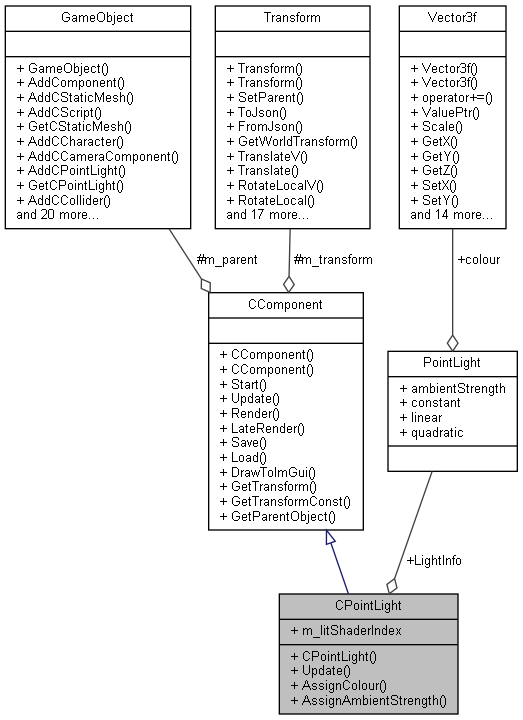 GameObject
+ GameObject()
+ AddComponent()
+ AddCStaticMesh()
+ AddCScript()
+ GetCStaticMesh()
+ AddCCharacter()
+ AddCCameraComponent()
+ AddCPointLight()
+ GetCPointLight()
+ AddCCollider()
and 20 more...
Transform
+ Transform()
+ Transform()
+ SetParent()
+ ToJson()
+ FromJson()
+ GetWorldTransform()
+ TranslateV()
+ Translate()
+ RotateLocalV()
+ RotateLocal()
and 17 more...
Vector3f
+ Vector3f()
+ Vector3f()
+ operator+=()
+ ValuePtr()
+ Scale()
+ GetX()
+ GetY()
+ GetZ()
+ SetX()
+ SetY()
and 14 more...
#m_parent
#m_transform
+colour
CComponent
+ CComponent()
+ CComponent()
+ Start()
+ Update()
+ Render()
+ LateRender()
+ Save()
+ Load()
+ DrawToImGui()
+ GetTransform()
+ GetTransformConst()
+ GetParentObject()
PointLight
+ ambientStrength
+ constant
+ linear
+ quadratic
+LightInfo
CPointLight
+ m_litShaderIndex
+ CPointLight()
+ Update()
+ AssignColour()
+ AssignAmbientStrength()